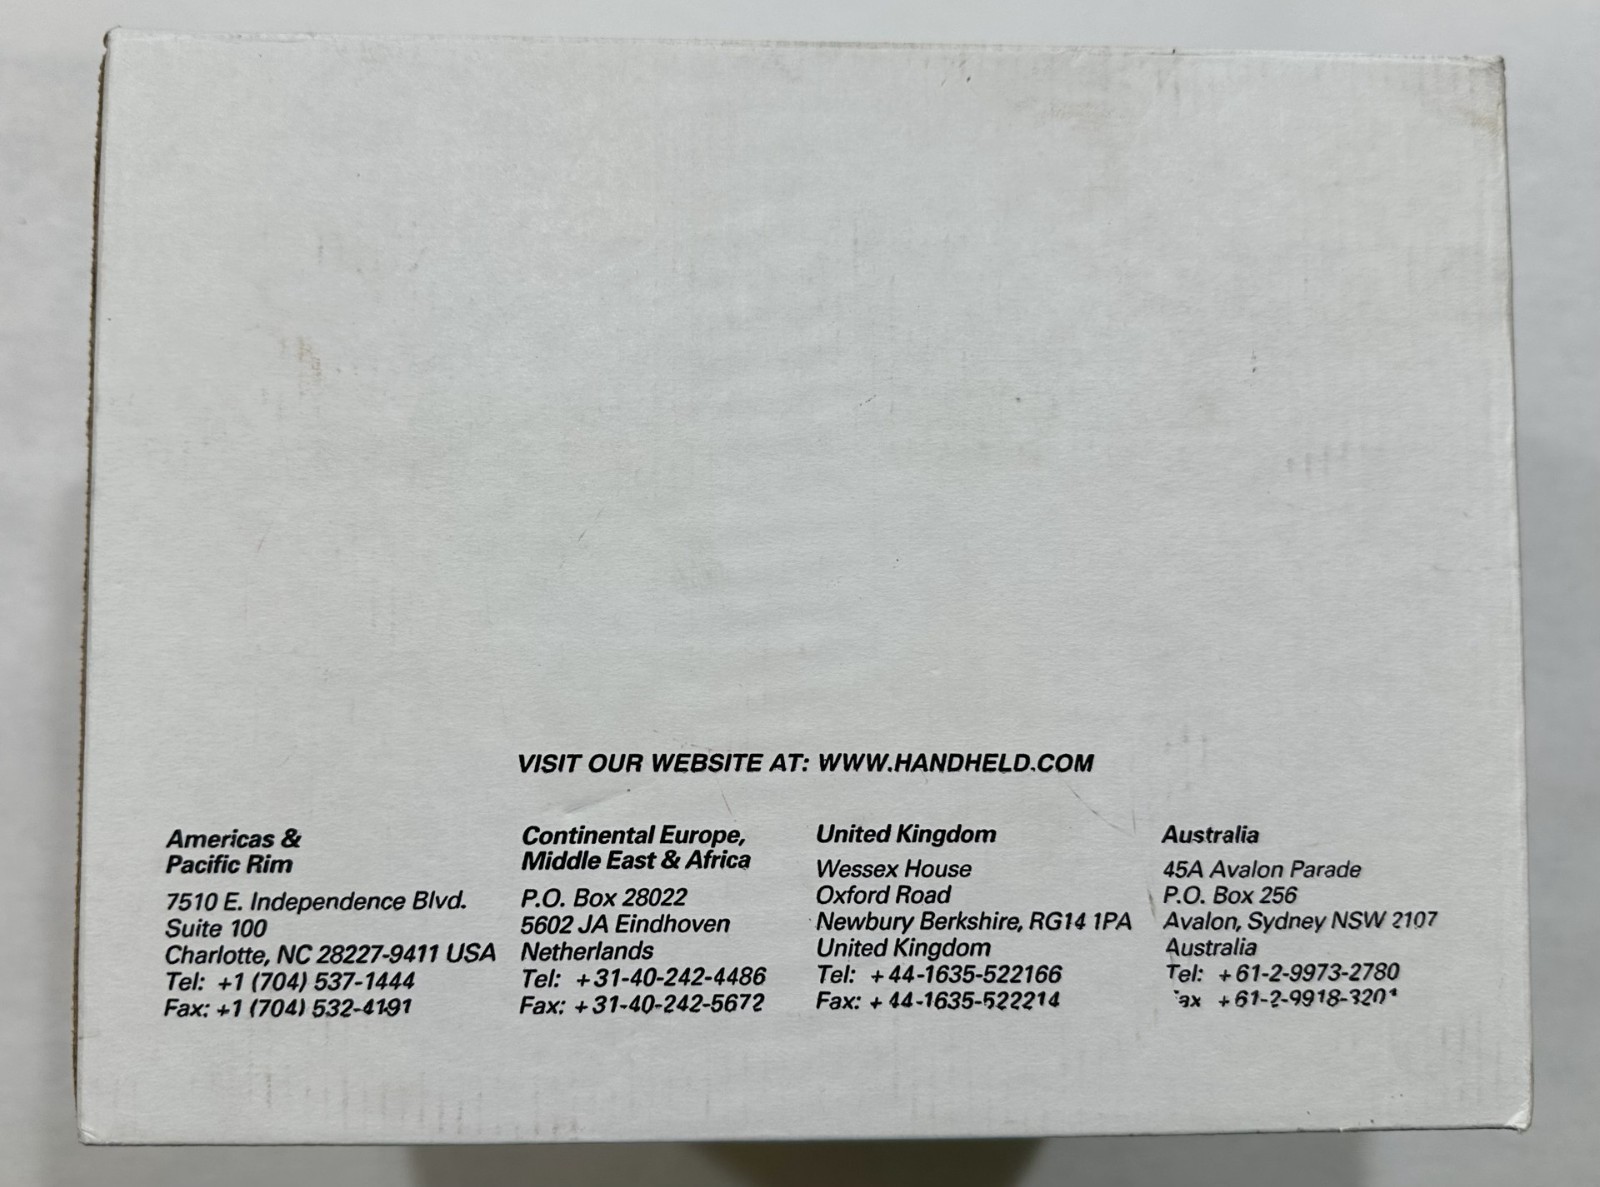 VISIT OUR WEBSITE AT: WWW.HANDHELD.COM
Americas &
Pacific Rim
7510 E. Independence Blvd.
Suite 100
Charlotte, NC 28227-9411 USA
Tel: +1 (704) 537-1444
Fax: +1 (704) 532-4191
Continental Europe,
Middle East & Africa
P.O. Box 28022
5602 JA Eindhoven
Netherlands
Tel: +31-40-242-4486
Fax: +31-40-242-5672
United Kingdom
Wessex House
Oxford Road
Newbury Berkshire, RG14 1PA
United Kingdom
Tel: +44-1635-522166
Fax: +44-1635-522214
Australia
45A Avalon Parade
P.O. Box 256
Avalon, Sydney NSW 2107
Australia
Tel: +61-2-9973-2780